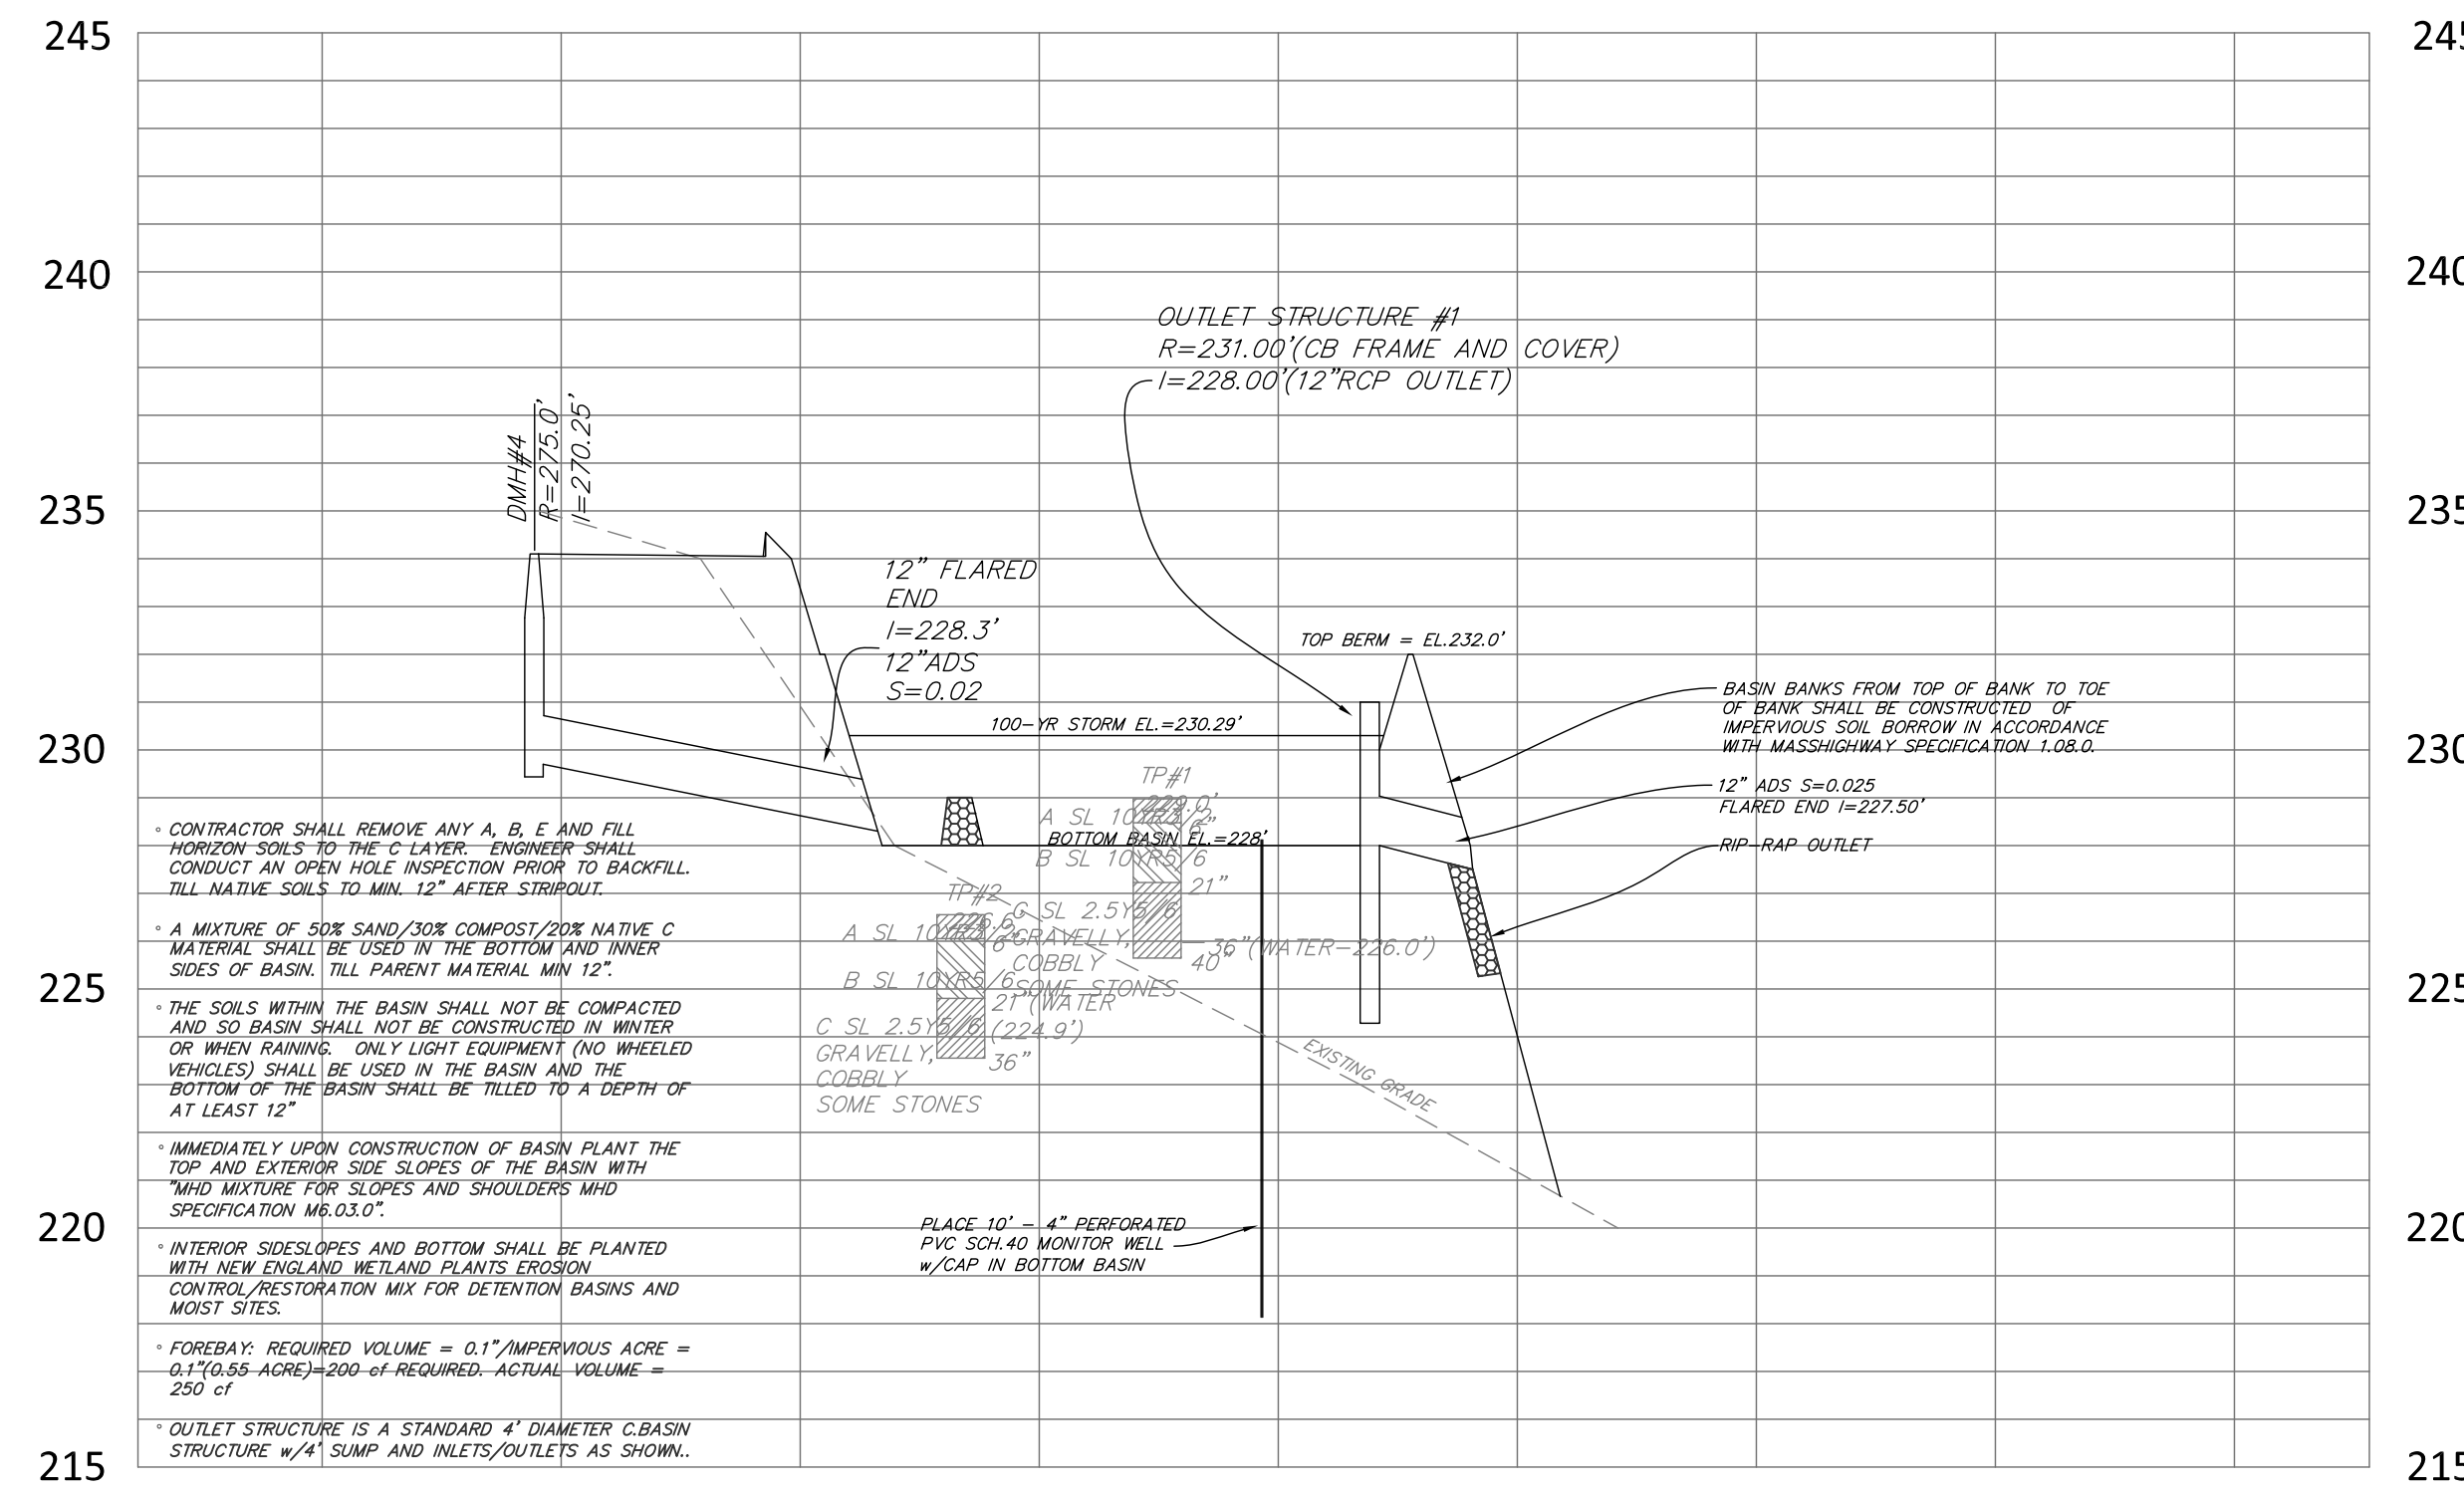 245
240
235
230
225
220
215
DMH#4
R=275.0'
I=270.25'
OUTLET STRUCTURE #1
R=231.00'(CB FRAME AND COVER)
I=228.00'(12"RCP OUTLET)
12" FLARED
END
I=228.3'
12"ADS
S=0.02
TOP BERM = EL.232.0'
100-YR STORM EL.=230.29'
BOTTOM BASIN EL.=228'
BASIN BANKS FROM TOP OF BANK TO TOE
OF BANK SHALL BE CONSTRUCTED OF
IMPERVIOUS SOIL BORROW IN ACCORDANCE
WITH MASSHIGHWAY SPECIFICATION 1.08.0.
12" ADS S=0.025
FLARED END I=227.50'
RIP-RAP OUTLET
TP#1
229.0'
A SL 10YR3/2
6"
B SL 10YR5/6
21"
C SL 2.5Y5/6
GRAVELLY,
COBBLY
SOME STONES
36"(WATER-226.0')
40"
TP#2
226.6'
A SL 10YR3/2
6"
B SL 10YR5/6
21"(WATER
(224.9')
C SL 2.5Y5/6
GRAVELLY,
COBBLY
SOME STONES
36"
EXISTING GRADE
PLACE 10' - 4" PERFORATED
PVC SCH.40 MONITOR WELL
w/CAP IN BOTTOM BASIN
° CONTRACTOR SHALL REMOVE ANY A, B, E AND FILL
HORIZON SOILS TO THE C LAYER. ENGINEER SHALL
CONDUCT AN OPEN HOLE INSPECTION PRIOR TO BACKFILL.
TILL NATIVE SOILS TO MIN. 12" AFTER STRIPOUT.
° A MIXTURE OF 50% SAND/30% COMPOST/20% NATIVE C
MATERIAL SHALL BE USED IN THE BOTTOM AND INNER
SIDES OF BASIN. TILL PARENT MATERIAL MIN 12".
° THE SOILS WITHIN THE BASIN SHALL NOT BE COMPACTED
AND SO BASIN SHALL NOT BE CONSTRUCTED IN WINTER
OR WHEN RAINING. ONLY LIGHT EQUIPMENT (NO WHEELED
VEHICLES) SHALL BE USED IN THE BASIN AND THE
BOTTOM OF THE BASIN SHALL BE TILLED TO A DEPTH OF
AT LEAST 12"
° IMMEDIATELY UPON CONSTRUCTION OF BASIN PLANT THE
TOP AND EXTERIOR SIDE SLOPES OF THE BASIN WITH
"MHD MIXTURE FOR SLOPES AND SHOULDERS MHD
SPECIFICATION M6.03.0".
° INTERIOR SIDESLOPES AND BOTTOM SHALL BE PLANTED
WITH NEW ENGLAND WETLAND PLANTS EROSION
CONTROL/RESTORATION MIX FOR DETENTION BASINS AND
MOIST SITES.
° FOREBAY: REQUIRED VOLUME = 0.1"/IMPERVIOUS ACRE =
0.1"(0.55 ACRE)=200 cf REQUIRED. ACTUAL VOLUME =
250 cf
° OUTLET STRUCTURE IS A STANDARD 4' DIAMETER C.BASIN
STRUCTURE w/4' SUMP AND INLETS/OUTLETS AS SHOWN..